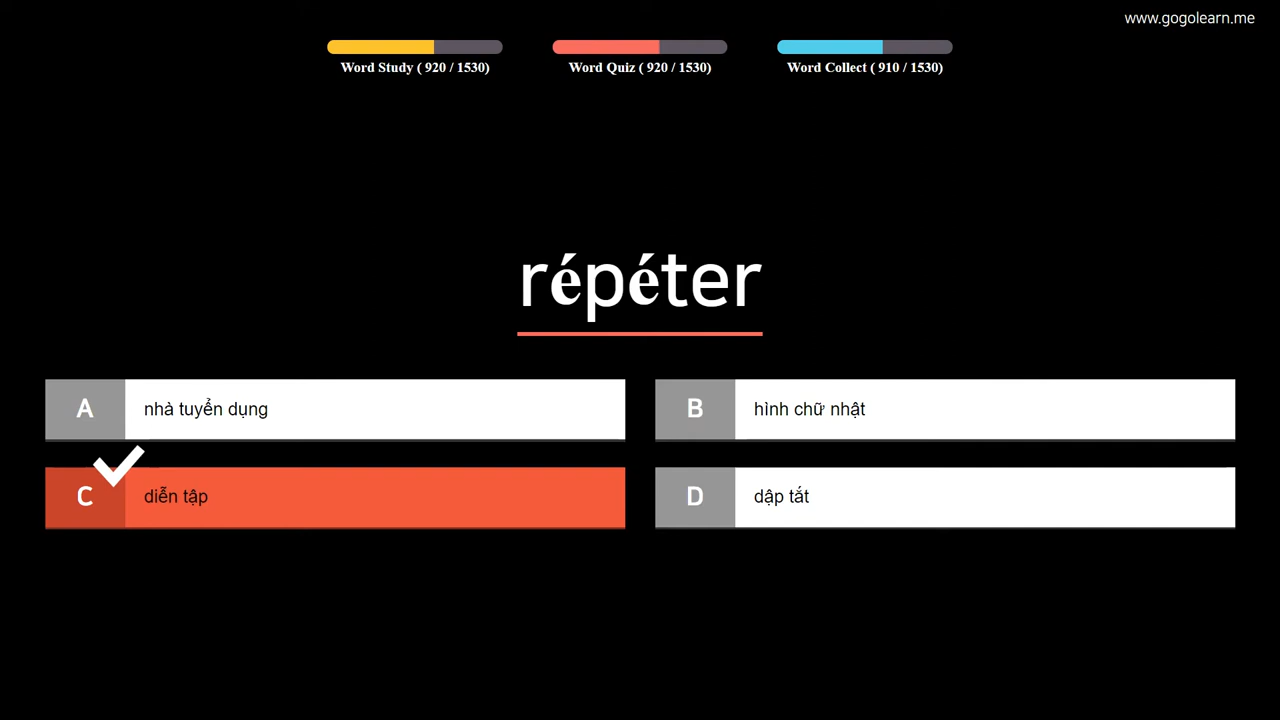 www.gogolearn.me
Word Study ( 920 / 1530)
Word Quiz ( 920 / 1530)
Word Collect ( 910 / 1530)
répéter
A nhà tuyển dụng
B hình chữ nhật
C diễn tập
D dập tắt